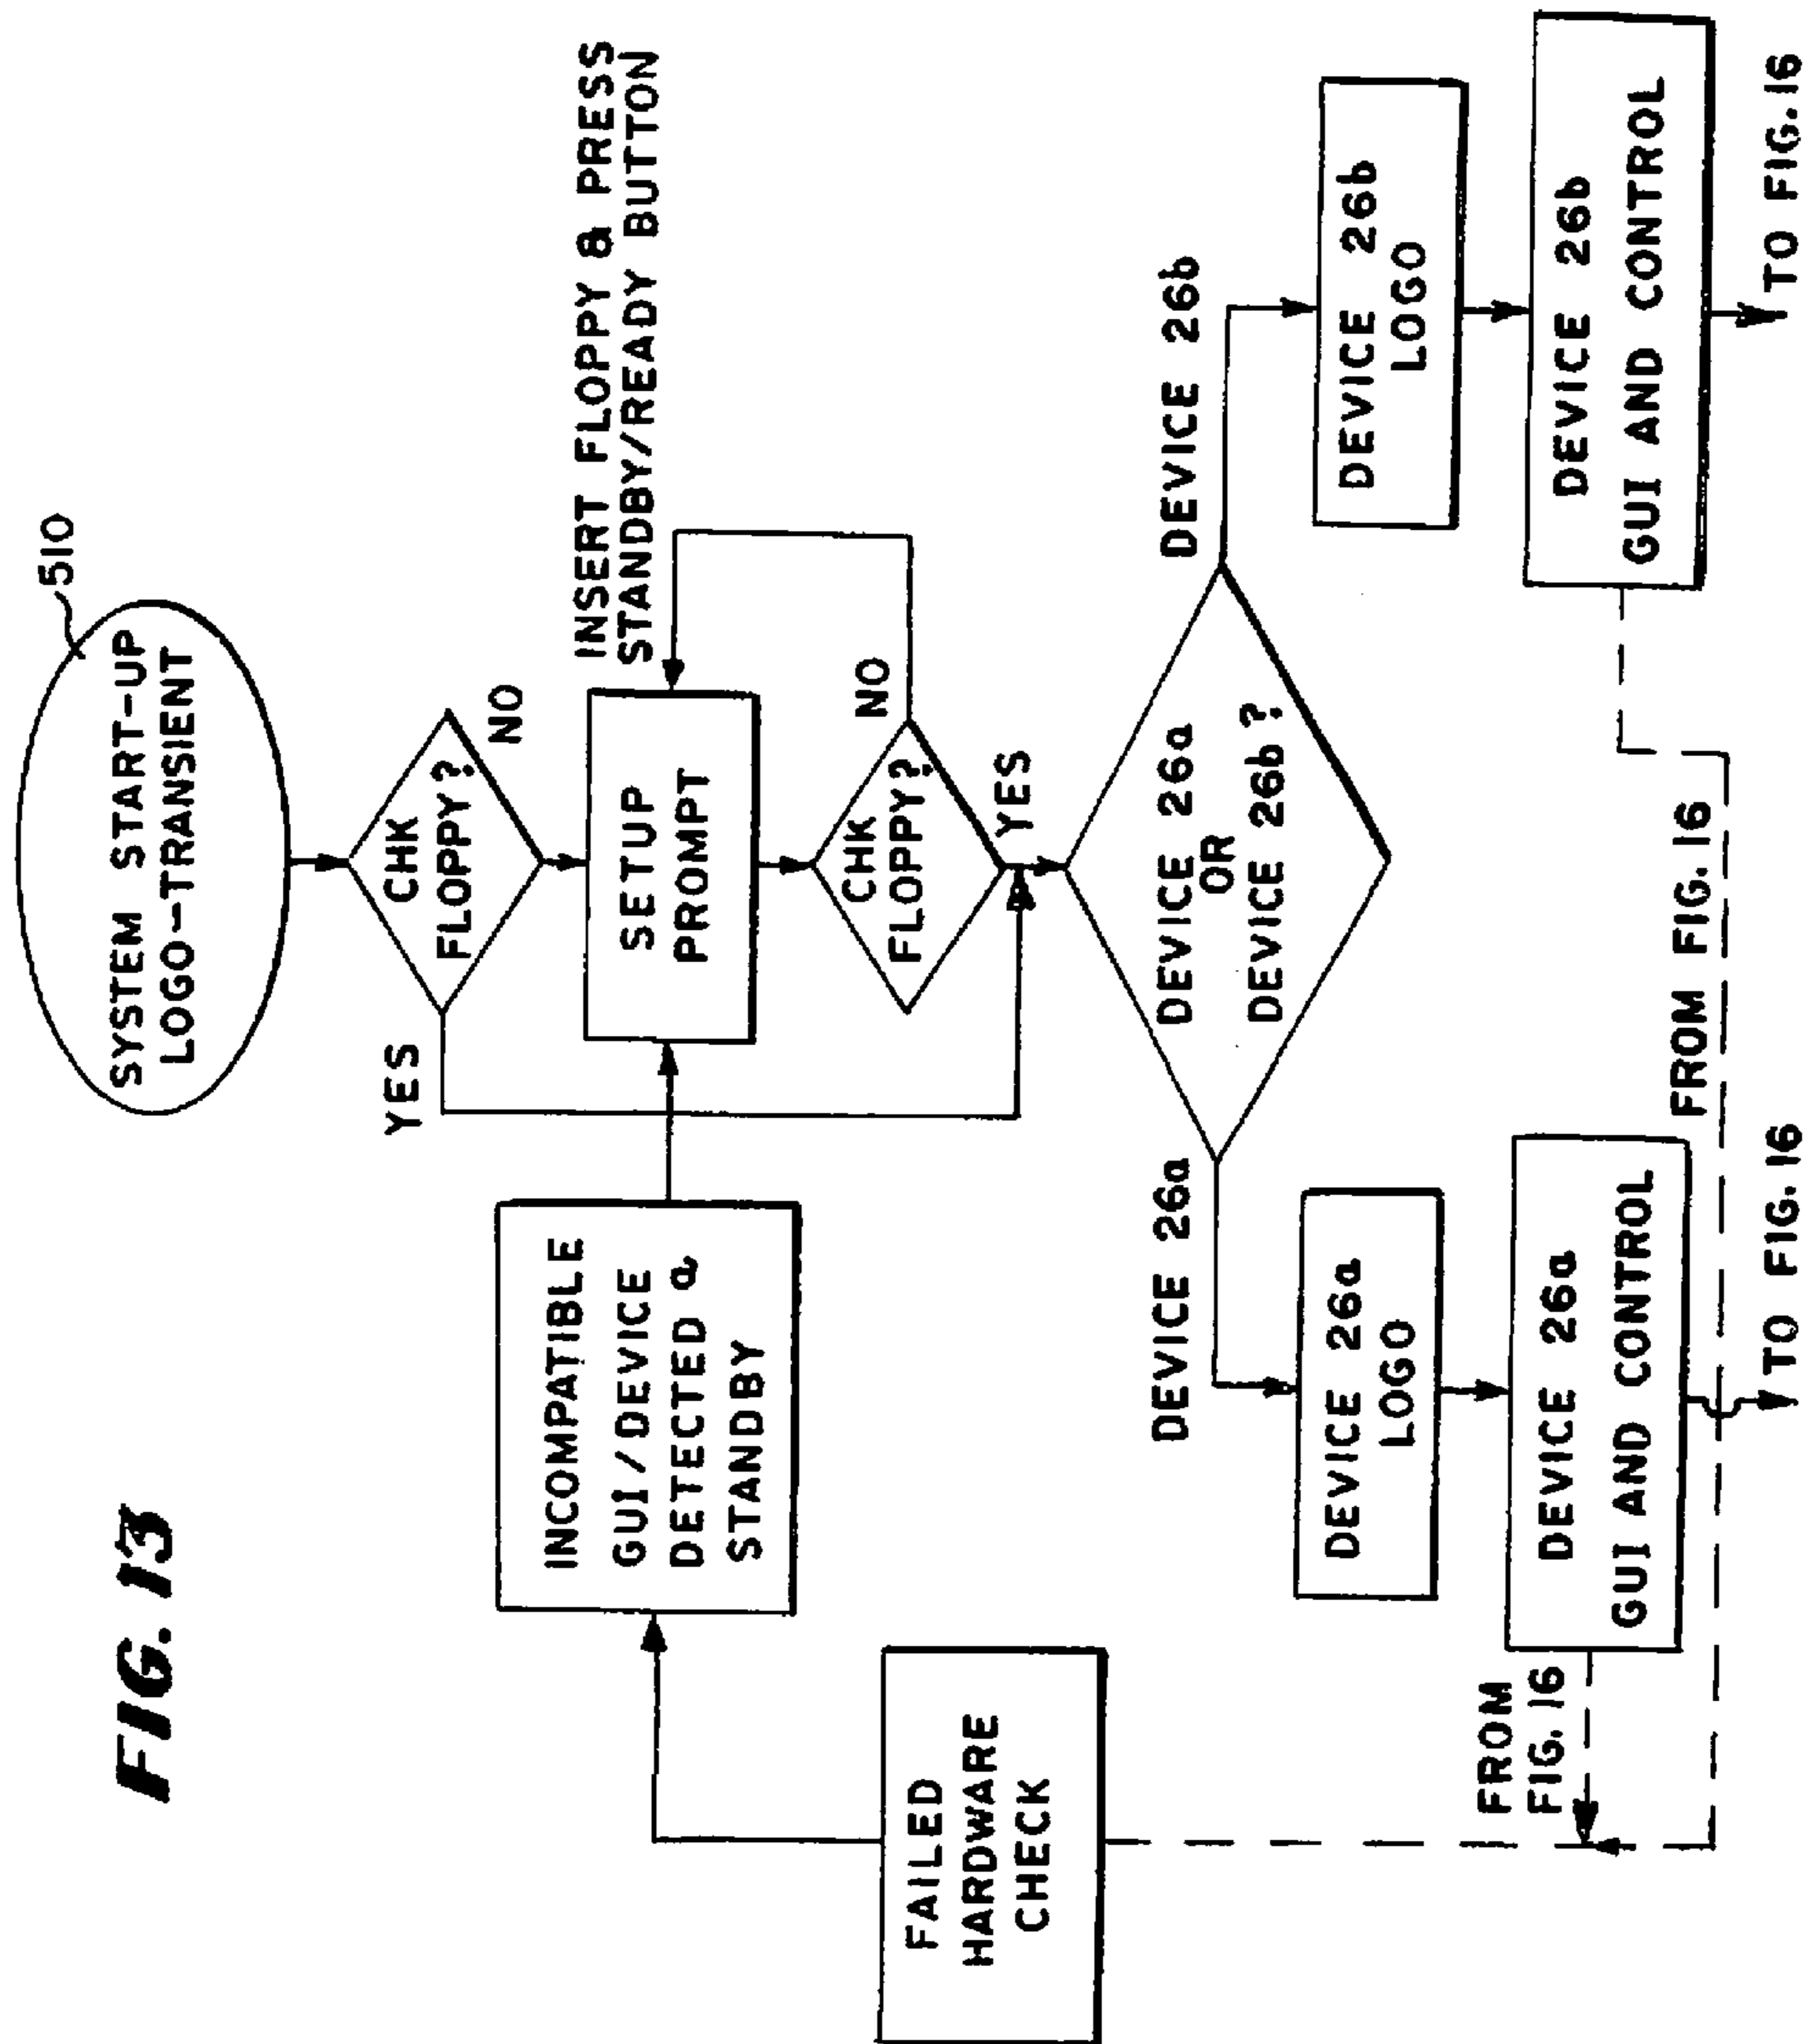 FIG. 13
510
SYSTEM START-UP
LOGO-TRANSIENT
CHK
FLOPPY?
YES
NO
INSERT FLOPPY & PRESS
STANDBY/READY BUTTON
SETUP
PROMPT
CHK
FLOPPY?
NO
YES
INCOMPATIBLE
GUI/DEVICE
DETECTED &
STANDBY
FAILED
HARDWARE
CHECK
DEVICE 26a
OR
DEVICE 26b?
DEVICE 26a
DEVICE 26b
DEVICE 26a
LOGO
DEVICE 26b
LOGO
DEVICE 26a
GUI AND CONTROL
DEVICE 26b
GUI AND CONTROL
FROM
FIG. 16
FROM FIG. 16
TO FIG. 16
TO FIG. 16